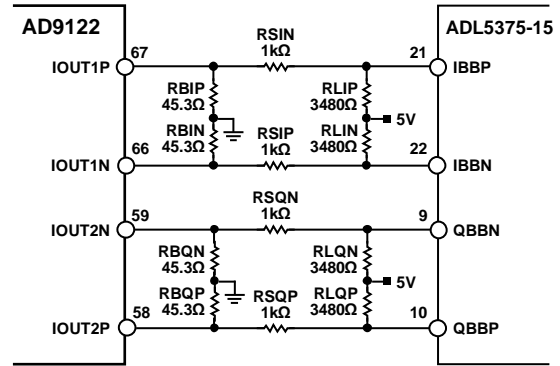 AD9122
ADL5375-15
67
RSIN
1kΩ
21
IOUT1P
IBBP
RBIP
45.3Ω
RLIP
3480Ω
5V
RBIN
45.3Ω
RSIP
1kΩ
RLIN
3480Ω
66
22
IOUT1N
IBBN
59
RSQN
1kΩ
9
IOUT2N
QBBN
RBQN
45.3Ω
RLQN
3480Ω
5V
RBQP
45.3Ω
RSQP
1kΩ
RLQP
3480Ω
58
10
IOUT2P
QBBP